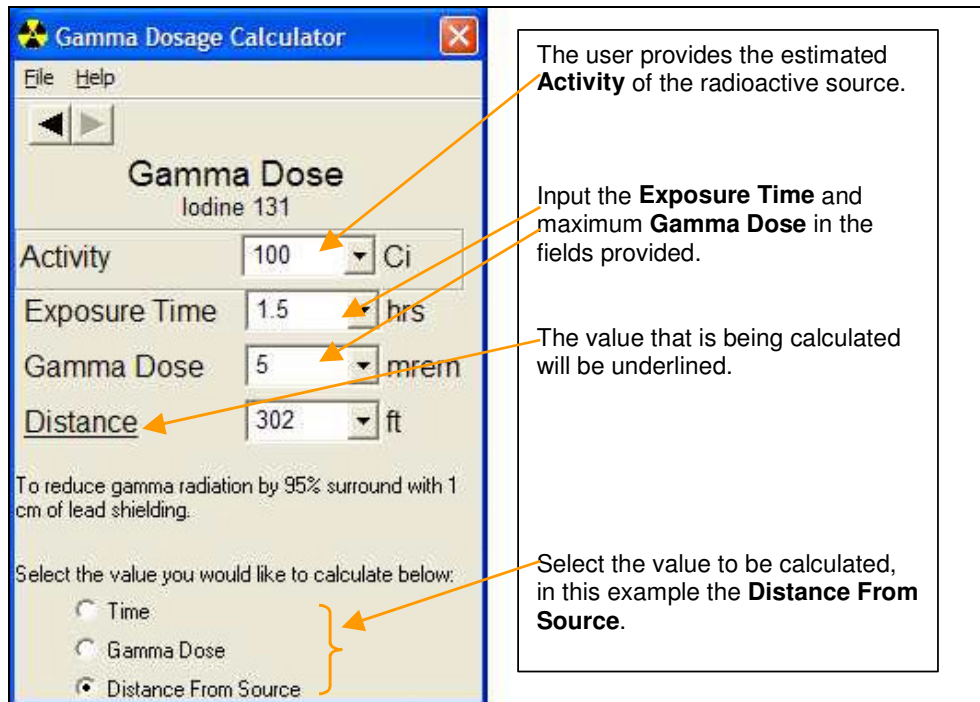 Gamma Dosage Calculator
File Help
Gamma Dose
Iodine 131
Activity 100 Ci
Exposure Time 1.5 hrs
Gamma Dose 5 mrem
Distance 302 ft
To reduce gamma radiation by 95% surround with 1
cm of lead shielding.
Select the value you would like to calculate below:
Time
Gamma Dose
Distance From Source
The user provides the estimated
Activity of the radioactive source.
Input the Exposure Time and
maximum Gamma Dose in the
fields provided.
The value that is being calculated
will be underlined.
Select the value to be calculated,
in this example the Distance From
Source.